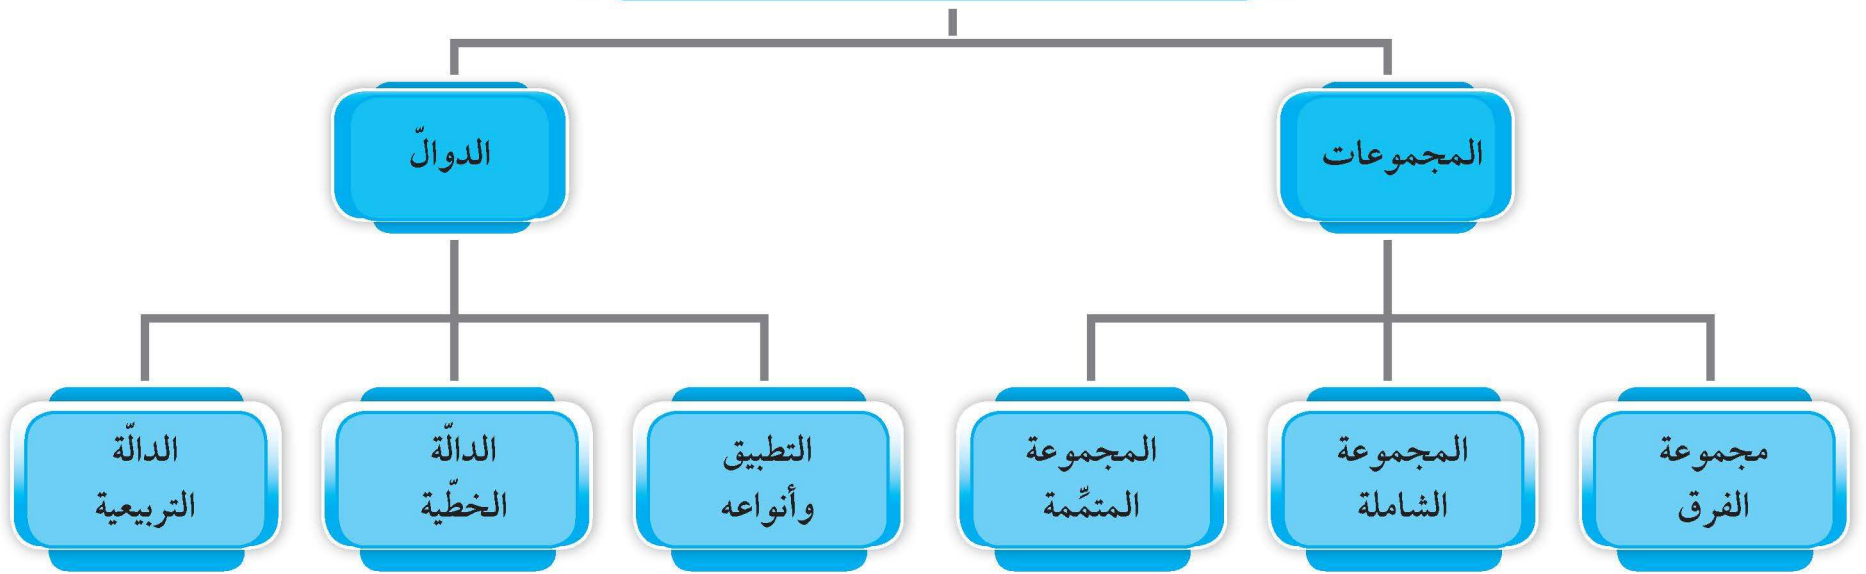 المجموعات
الدوالّ
مجموعة
الفرق
المجموعة
الشاملة
المجموعة
المتمِّمة
التطبيق
وأنواعه
الدالّة
الخطّية
الدالّة
التربيعية